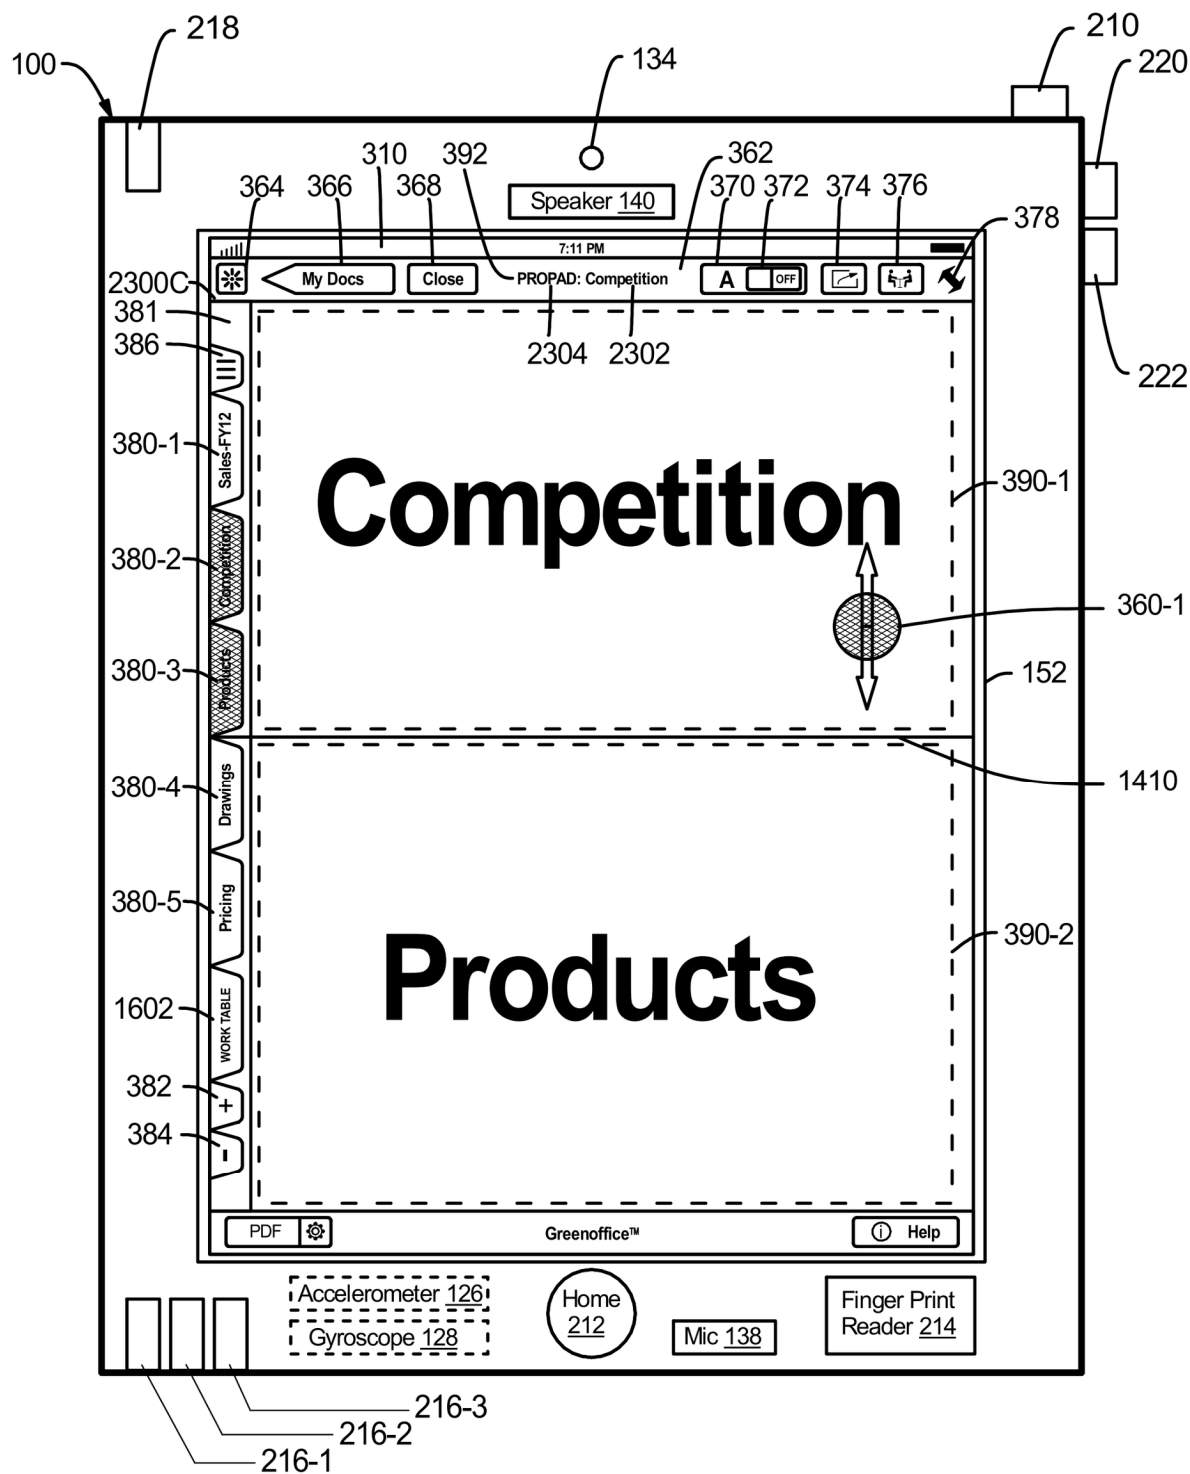 218
210
100
134
220
310
392
362
364
366
368
370
372
374
376
378
Speaker 140
7:11 PM
My Docs
Close
PROPAD: Competition
A
OFF
2300C
381
386
2304
2302
222
Sales-FY12
380-1
Competition
390-1
Competition
380-2
360-1
Products
380-3
152
Drawings
380-4
1410
Pricing
380-5
Products
390-2
WORK TABLE
1602
382
+
384
-
PDF
Greenoffice™
i Help
Accelerometer 126
Gyroscope 128
Home
212
Mic 138
Finger Print
Reader 214
216-3
216-2
216-1